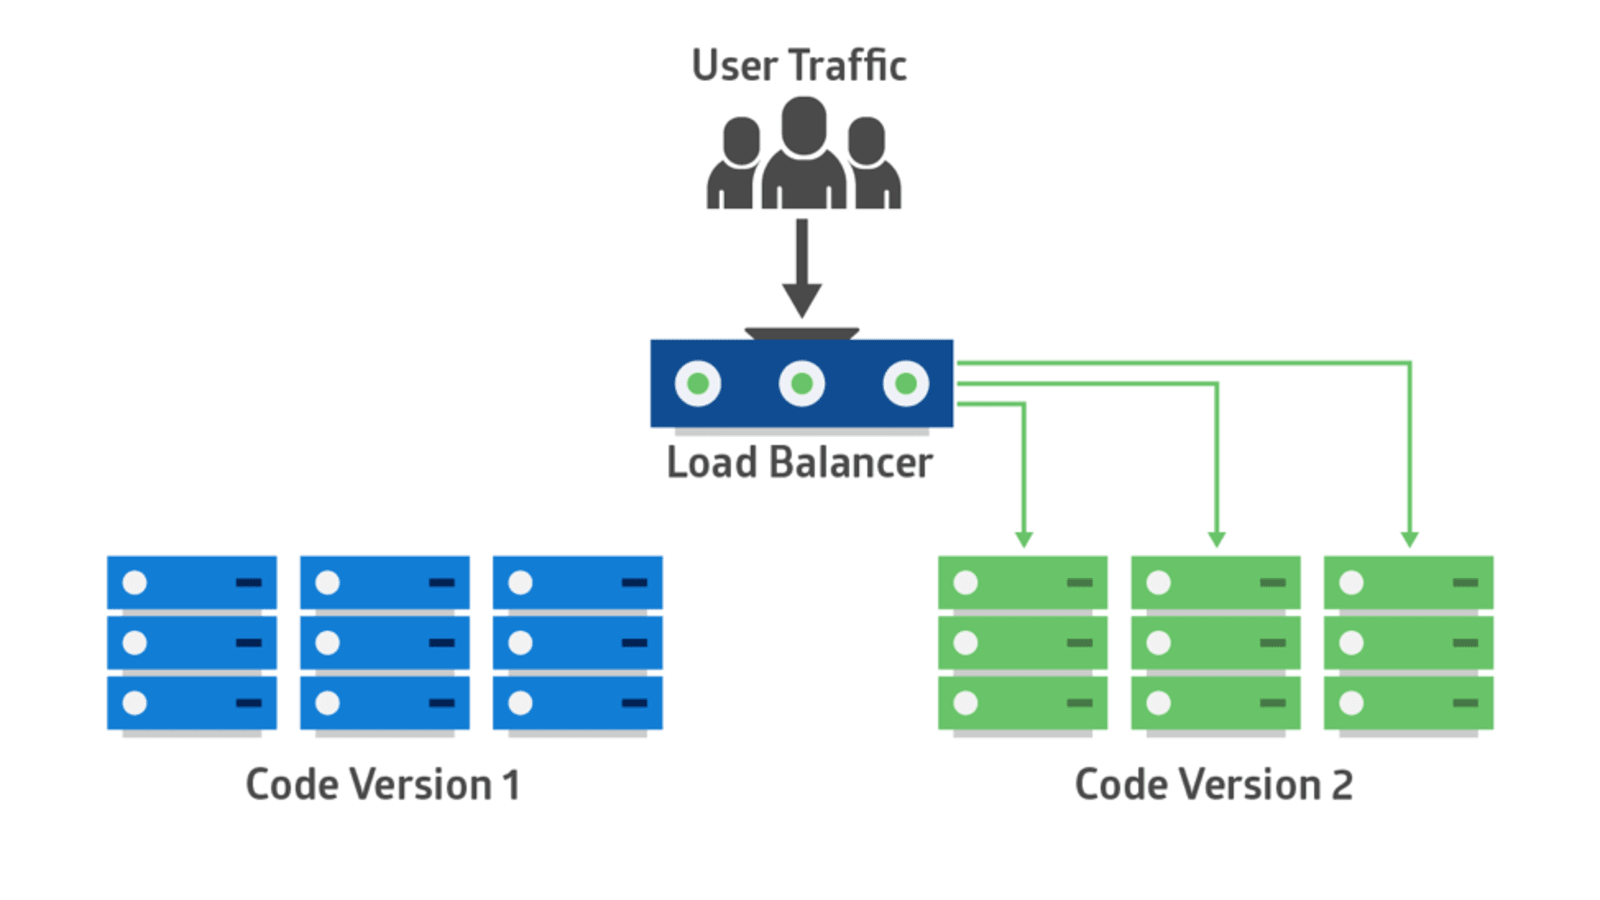 User Traffic
Load Balancer
Code Version 1
Code Version 2